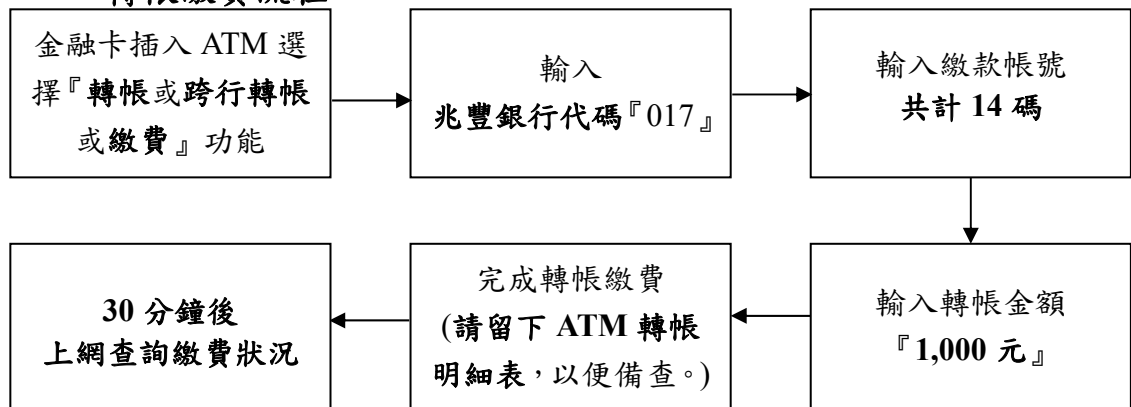 金融卡插入 ATM 選
擇『轉帳或跨行轉帳
或繳費』功能
輸入
兆豐銀行代碼『017』
輸入繳款帳號
共計 14 碼
輸入轉帳金額
『1,000 元』
完成轉帳繳費
(請留下 ATM 轉帳
明細表，以便備查。)
30 分鐘後
上網查詢繳費狀況